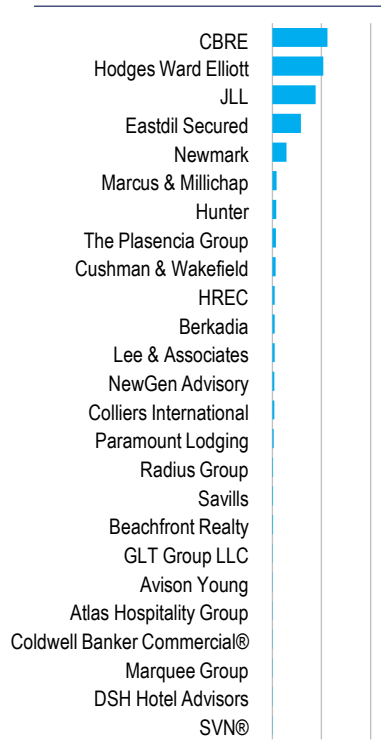 CBRE
Hodges Ward Elliott
JLL
Eastdil Secured
Newmark
Marcus & Millichap
Hunter
The Plasencia Group
Cushman & Wakefield
HREC
Berkadia
Lee & Associates
NewGen Advisory
Colliers International
Paramount Lodging
Radius Group
Savills
Beachfront Realty
GLT Group LLC
Avison Young
Atlas Hospitality Group
Coldwell Banker Commercial®
Marquee Group
DSH Hotel Advisors
SVN®